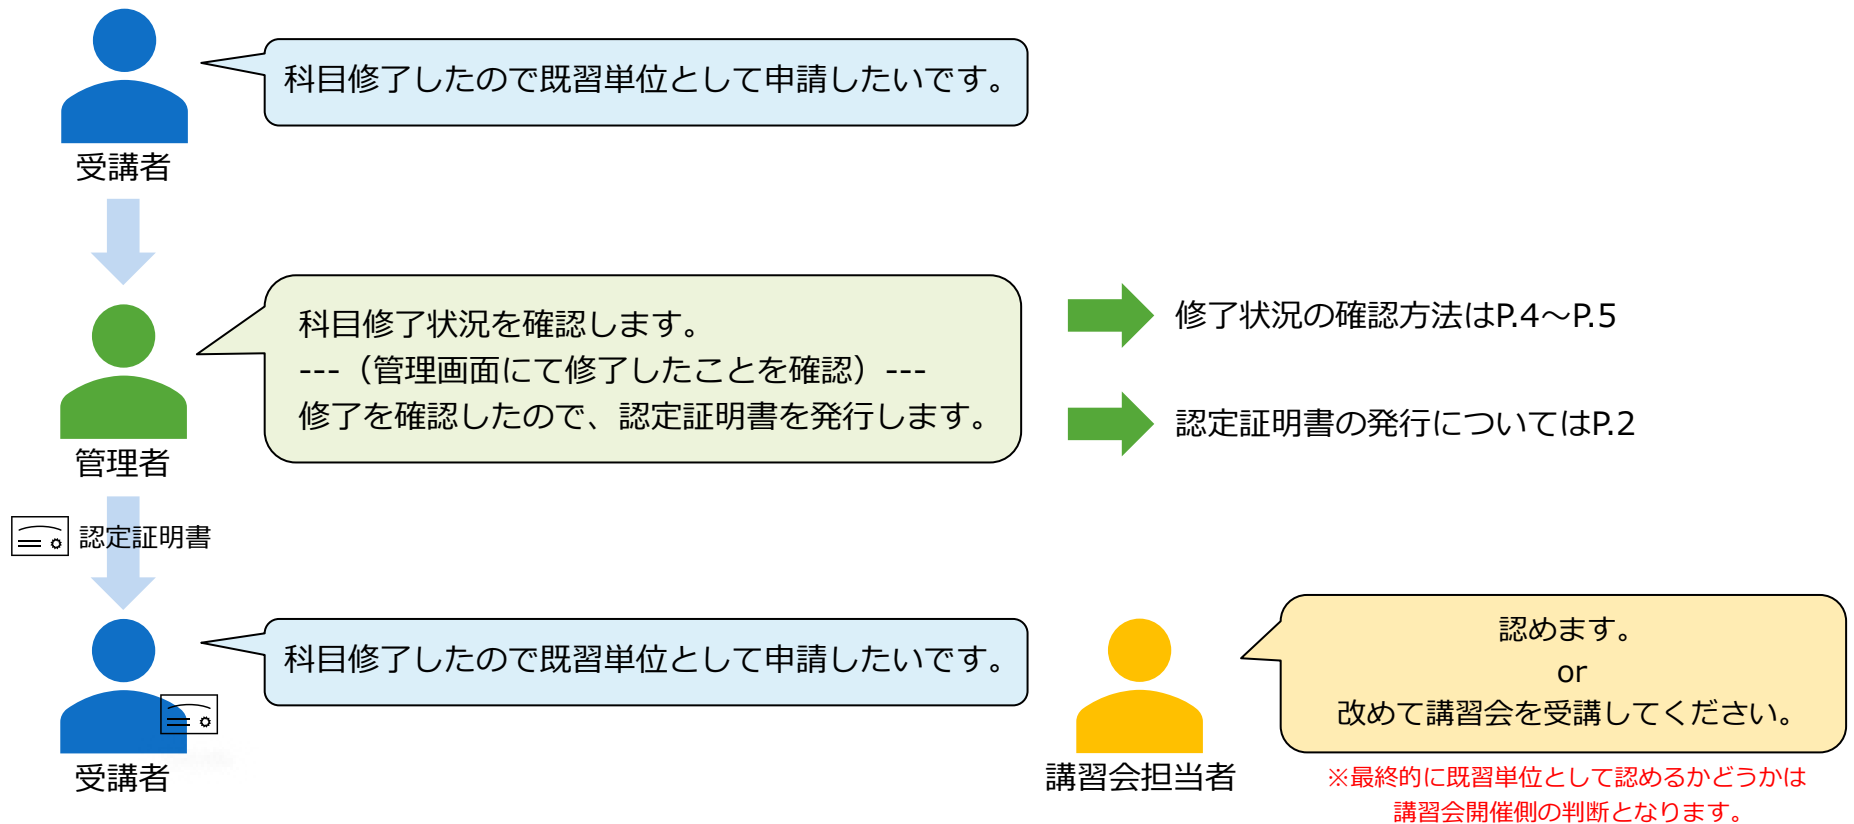 科目修了したので既習単位として申請したいです。
受講者
科目修了状況を確認します。
---（管理画面にて修了したことを確認）---
修了を確認したので、認定証明書を発行します。
管理者
修了状況の確認方法はP.4～P.5
認定証明書の発行についてはP.2
認定証明書
科目修了したので既習単位として申請したいです。
受講者
認めます。
or
改めて講習会を受講してください。
講習会担当者
※最終的に既習単位として認めるかどうかは
講習会開催側の判断となります。